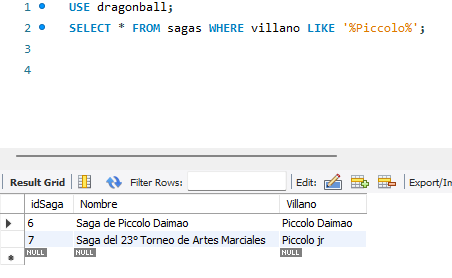 1 USE dragonball;
2 SELECT * FROM sagas WHERE villano LIKE '%Piccolo%';
3
4
Result Grid Filter Rows: Edit: Export/Im
idSaga Nombre Villano
6 Saga de Piccolo Daimao Piccolo Daimao
7 Saga del 23º Torneo de Artes Marciales Piccolo jr
NULL NULL NULL